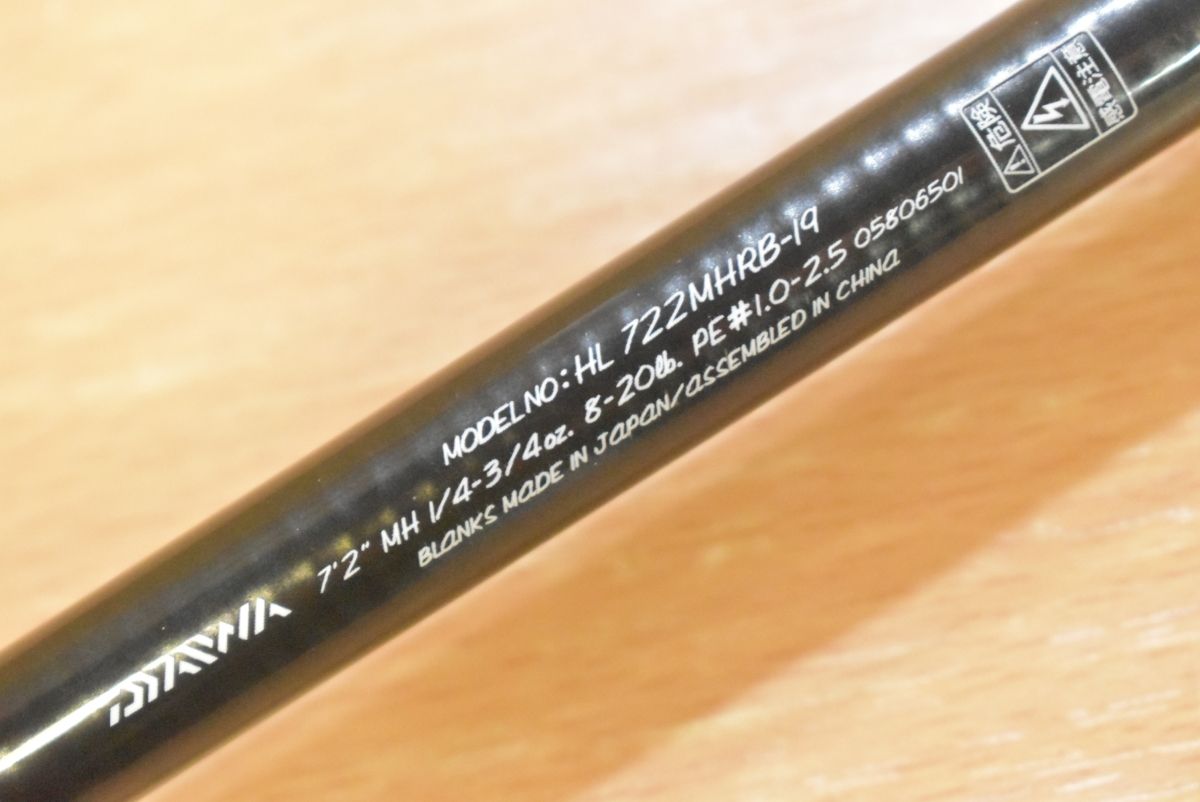 MODEL NO: HL 722MHRB-19
DAIWA 7'2" MH 1/4-3/4oz. 8-20lb. PE#1.0-2.5 05806501
BLANKS MADE IN JAPAN/ASSEMBLED IN CHINA
危険
感電注意